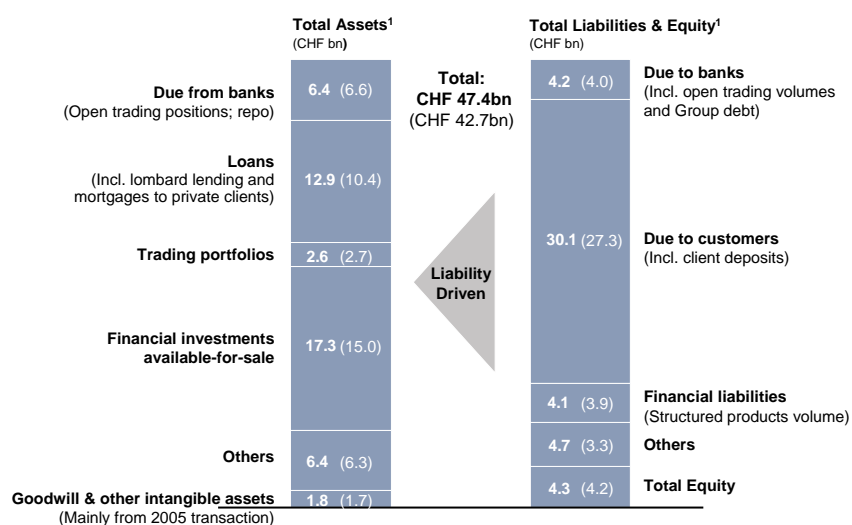 Total Assets¹
(CHF bn)
Total Liabilities & Equity¹
(CHF bn)
Due from banks
(Open trading positions; repo)
6.4 (6.6)
Total:
CHF 47.4bn
(CHF 42.7bn)
4.2 (4.0)
Due to banks
(Incl. open trading volumes
and Group debt)
Loans
(Incl. lombard lending and
mortgages to private clients)
12.9 (10.4)
Trading portfolios
2.6 (2.7)
Liability
Driven
30.1 (27.3)
Due to customers
(Incl. client deposits)
Financial investments
available-for-sale
17.3 (15.0)
4.1 (3.9)
Financial liabilities
(Structured products volume)
Others
6.4 (6.3)
4.7 (3.3)
Others
Goodwill & other intangible assets
(Mainly from 2005 transaction)
1.8 (1.7)
4.3 (4.2)
Total Equity